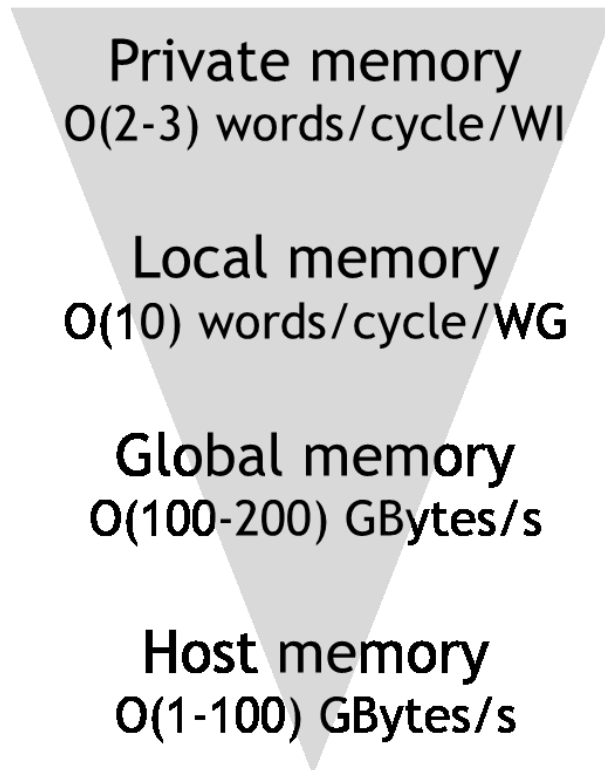 Private memory
O(2-3) words/cycle/WI
Local memory
O(10) words/cycle/WG
Global memory
O(100-200) GBytes/s
Host memory
O(1-100) GBytes/s